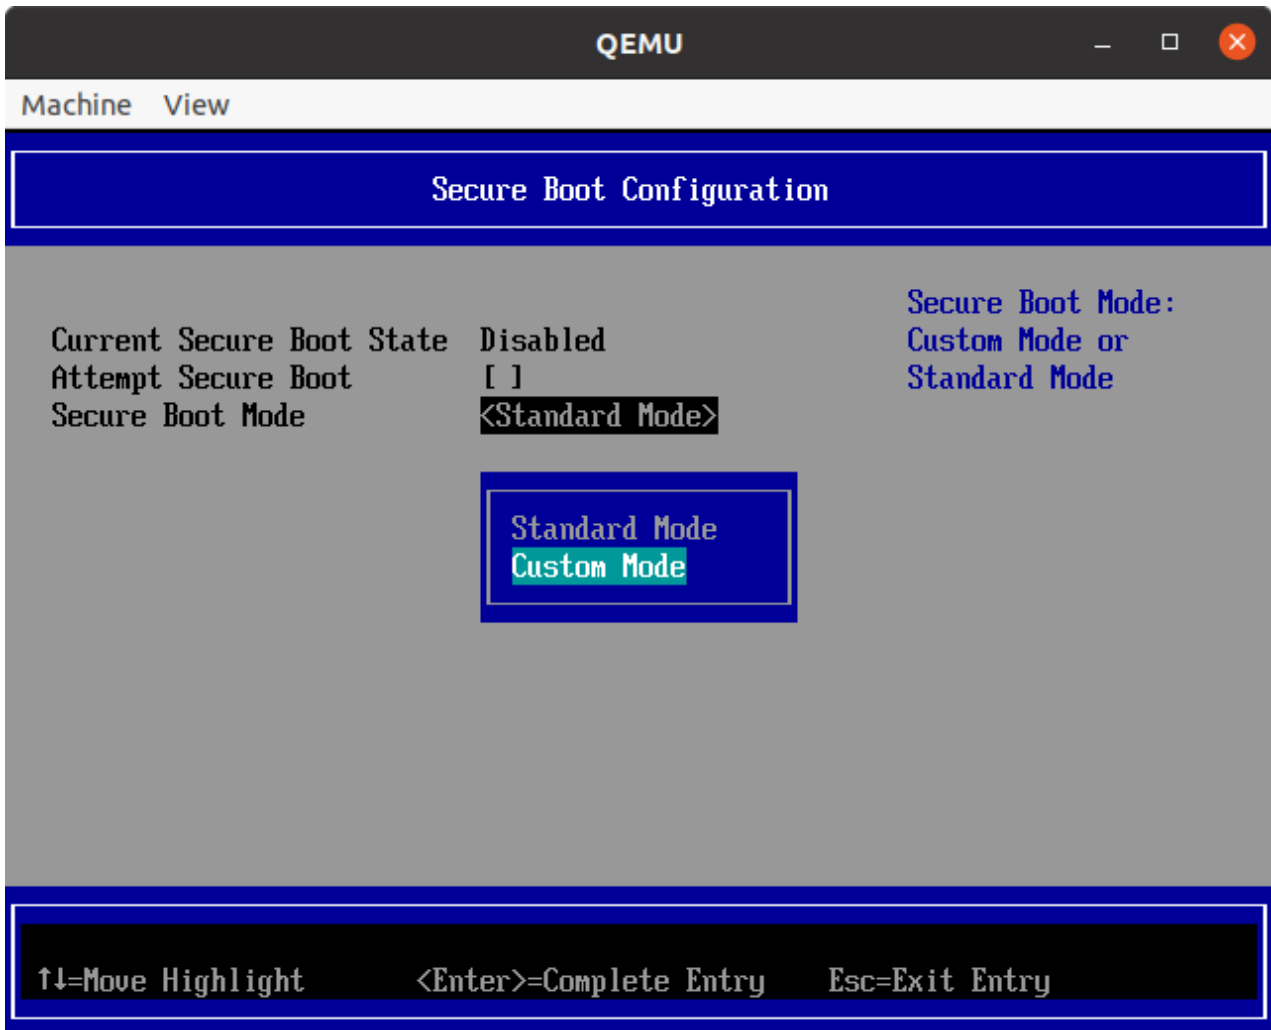 QEMU
Machine View
Secure Boot Configuration
Current Secure Boot State Disabled
Attempt Secure Boot [ ]
Secure Boot Mode <Standard Mode>
Secure Boot Mode:
Custom Mode or
Standard Mode
Standard Mode
Custom Mode
↑↓=Move Highlight <Enter>=Complete Entry Esc=Exit Entry